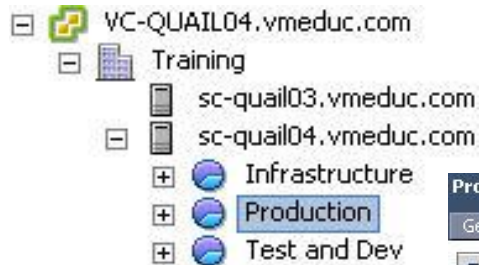 VC-QUAIL04.vmeduc.com
Training
sc-quail03.vmeduc.com
sc-quail04.vmeduc.com
Infrastructure
Production
Test and Dev